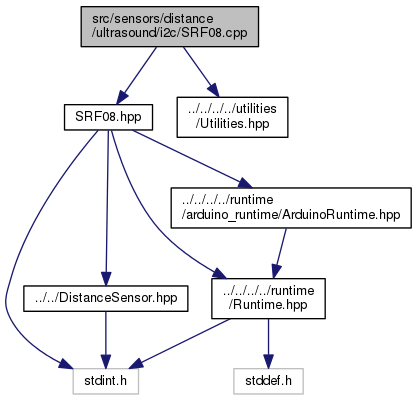 src/sensors/distance
/ultrasound/i2c/SRF08.cpp
SRF08.hpp
../../../../utilities
/Utilities.hpp
../../../../runtime
/arduino_runtime/ArduinoRuntime.hpp
../../DistanceSensor.hpp
../../../../runtime
/Runtime.hpp
stdint.h
stddef.h